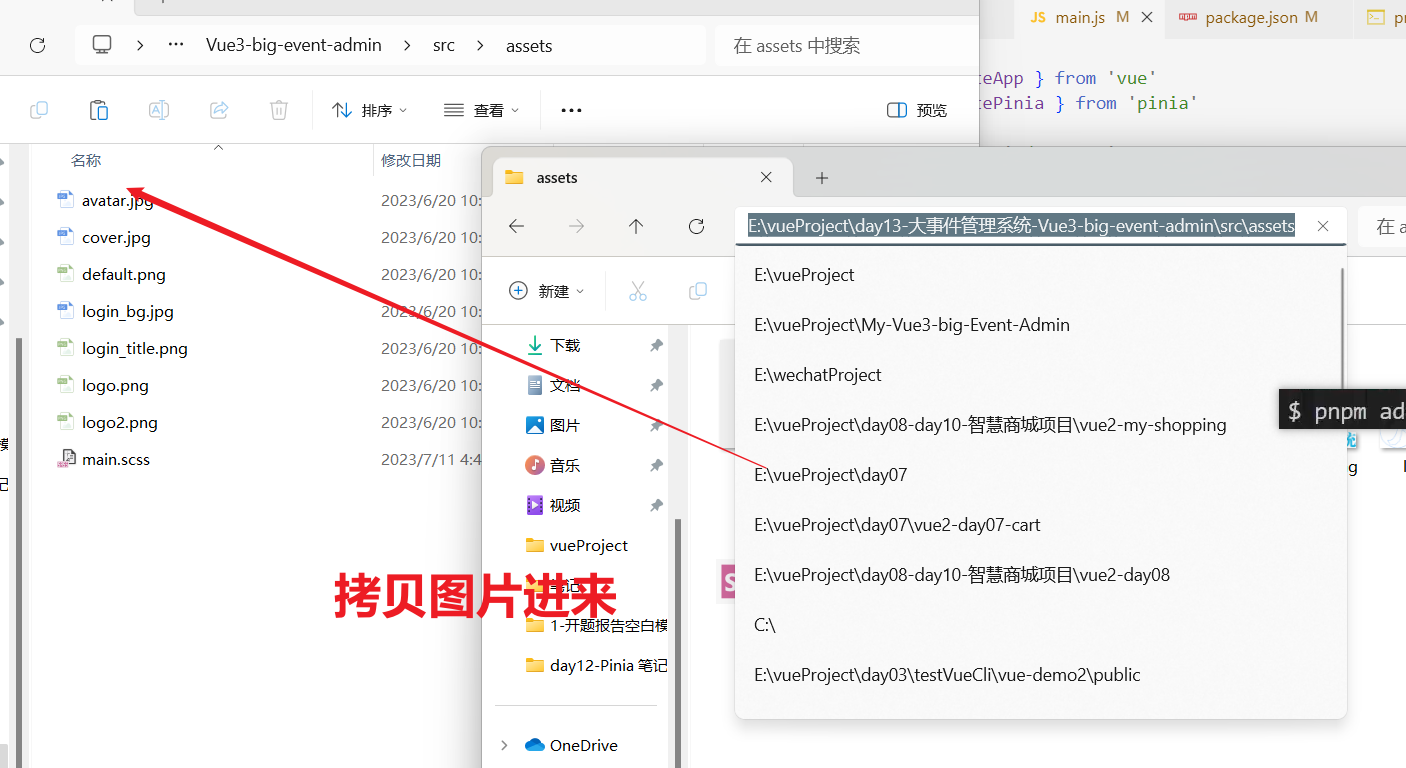 main.js M
package.json M
Vue3-big-event-admin
src
assets
在 assets 中搜索
eApp } from 'vue'
ePinia } from 'pinia'
排序
查看
预览
名称
修改日期
avatar.jpg
2023/6/20 10:
cover.jpg
2023/6/20 10:
default.png
2023/6/20 10:
login_bg.jpg
2023/6/20 10:
login_title.png
2023/6/20 10:
logo.png
2023/6/20 10:
logo2.png
2023/6/20 10:
main.scss
2023/7/11 4:4
assets
E:\vueProject\day13-大事件管理系统-Vue3-big-event-admin\src\assets
在 a
新建
E:\vueProject
E:\vueProject\My-Vue3-big-Event-Admin
E:\wechatProject
E:\vueProject\day08-day10-智慧商城项目\vue2-my-shopping
E:\vueProject\day07
E:\vueProject\day07\vue2-day07-cart
E:\vueProject\day08-day10-智慧商城项目\vue2-day08
C:\
E:\vueProject\day03\testVueCli\vue-demo2\public
下载
文档
图片
音乐
视频
vueProject
笔记
1-开题报告空白模
day12-Pinia 笔记
OneDrive
$ pnpm ad
拷贝图片进来